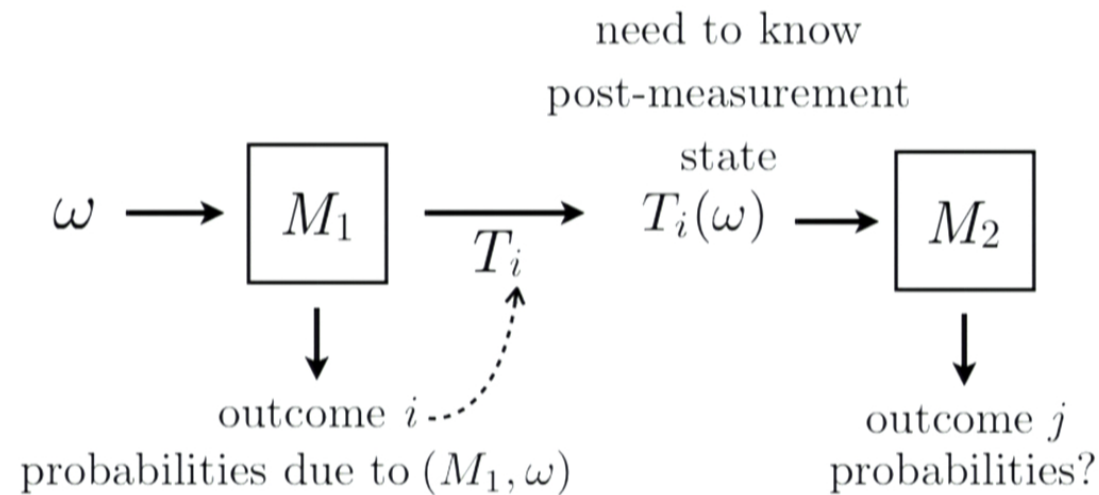 need to know
post-measurement
state
ω
M₁
Tᵢ
Tᵢ(ω)
M₂
outcome i
probabilities due to (M₁, ω)
outcome j
probabilities?